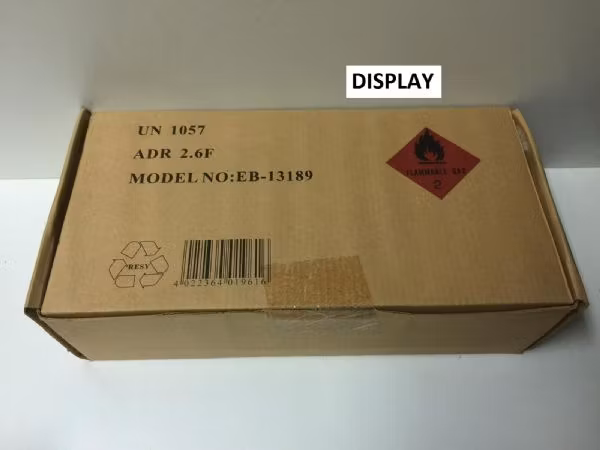 DISPLAY
UN 1057
ADR 2.6F
MODEL NO:EB-13189
FLAMMABLE GAS
2
RESY
4 022364 019616